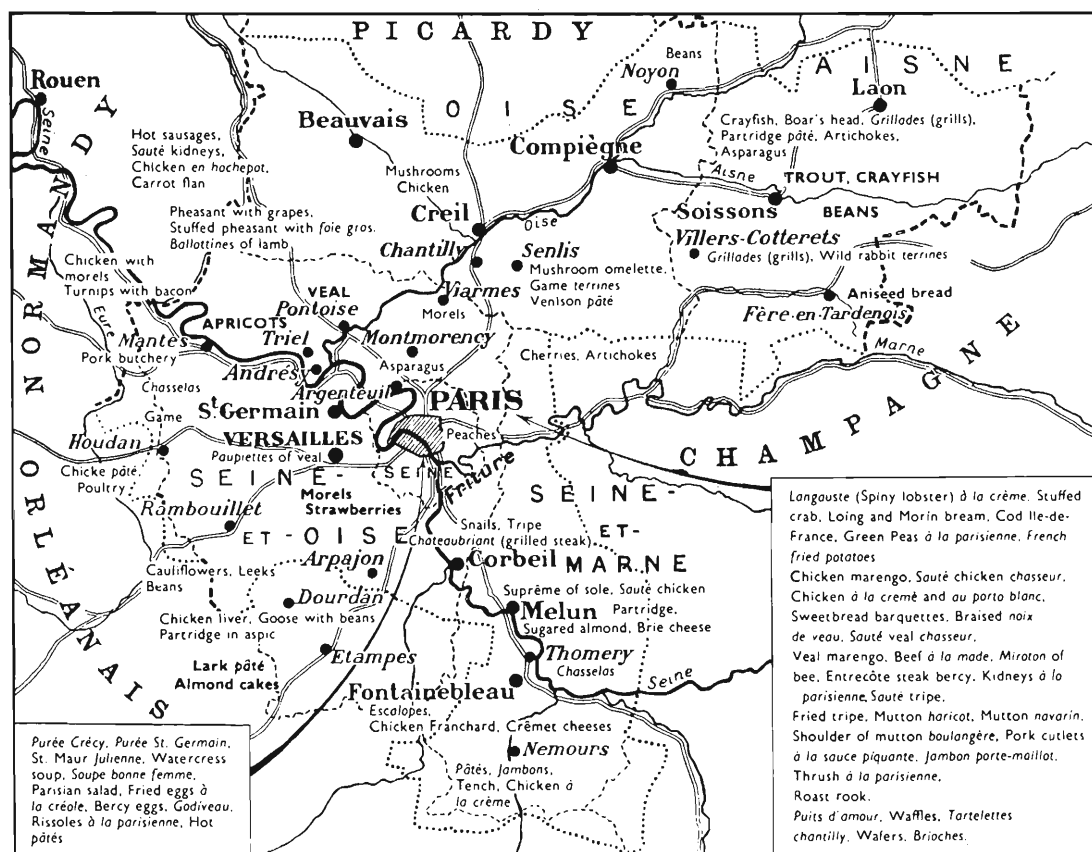 PICARDY
Rouen
Seine
NORMANDY
Beans
Noyon
AISNE
Laon
OISE
Beauvais
Hot sausages,
Sauté kidneys,
Chicken en hochepot,
Carrot flan
Crayfish, Boar's head, Grillades (grills),
Partridge pâté, Artichokes,
Asparagus
Compiègne
Aisne
TROUT, CRAYFISH
Mushrooms
Chicken
Soissons
BEANS
Pheasant with grapes,
Stuffed pheasant with foie gros.
Ballottines of lamb
Creil
Oise
Chantilly
Senlis
Mushroom omelette,
Game terrines
Venison pâté
Villers-Cotterets
Grillades (grills), Wild rabbit terrines
Chicken with
morels
Turnips with bacon
Eure
Viarmes
Morels
VEAL
Pontoise
Aniseed bread
Fère-en-Tardenois
APRICOTS
Mantes
Pork butchery
Triel
Montmorency
Marne
Cherries, Artichokes
Andrésy
Asparagus
Argenteuil
Chasselas
St Germain
PARIS
CHAMPAGNE
Game
Houdan
VERSAILLES
Peaches
Paupiettes of veal
Chicke pâté,
Poultry
SEINE-
SEINE
Friture
SEINE-
Morels
Strawberries
Rambouillet
ET-OISE
Snails, Tripe
Chateaubriant (grilled steak)
ET-
Cauliflowers, Leeks
Beans
Arpajon
Corbeil
MARNE
Dourdan
Suprême of sole, Sauté chicken
Melun
Partridge,
Sugared almond, Brie cheese
Chicken liver, Goose with beans
Partridge in aspic
ORLÉANAIS
Etampes
Thomery
Chasselas
Lark pâté
Almond cakes
Seine
Fontainebleau
Escalopes,
Chicken Franchard, Crêmet cheeses
Nemours
Pâtés, Jambons,
Tench, Chicken à
la crème
Purée Crécy, Purée St. Germain,
St. Maur Julienne, Watercress
soup, Soupe bonne femme,
Parisian salad, Fried eggs à
la créole, Bercy eggs, Godiveau,
Rissoles à la parisienne, Hot
pâtés
Langouste (Spiny lobster) à la crème. Stuffed
crab, Loing and Morin bream, Cod Ile-de-
France, Green Peas à la parisienne, French
fried potatoes
Chicken marengo, Sauté chicken chasseur,
Chicken à la cremé and au porto blanc,
Sweetbread barquettes, Braised noix
de veau, Sauté veal chasseur,
Veal marengo, Beef à la made, Miroton of
bee, Entrecôte steak bercy, Kidneys à la
parisienne, Sauté tripe,
Fried tripe, Mutton haricot, Mutton navarin,
Shoulder of mutton boulangère, Pork cutlets
à la sauce piquante, Jambon porte-maillot,
Thrush à la parisienne,
Roast rook.
Puits d'amour, Waffles, Tartelettes
chantilly, Wafers, Brioches.